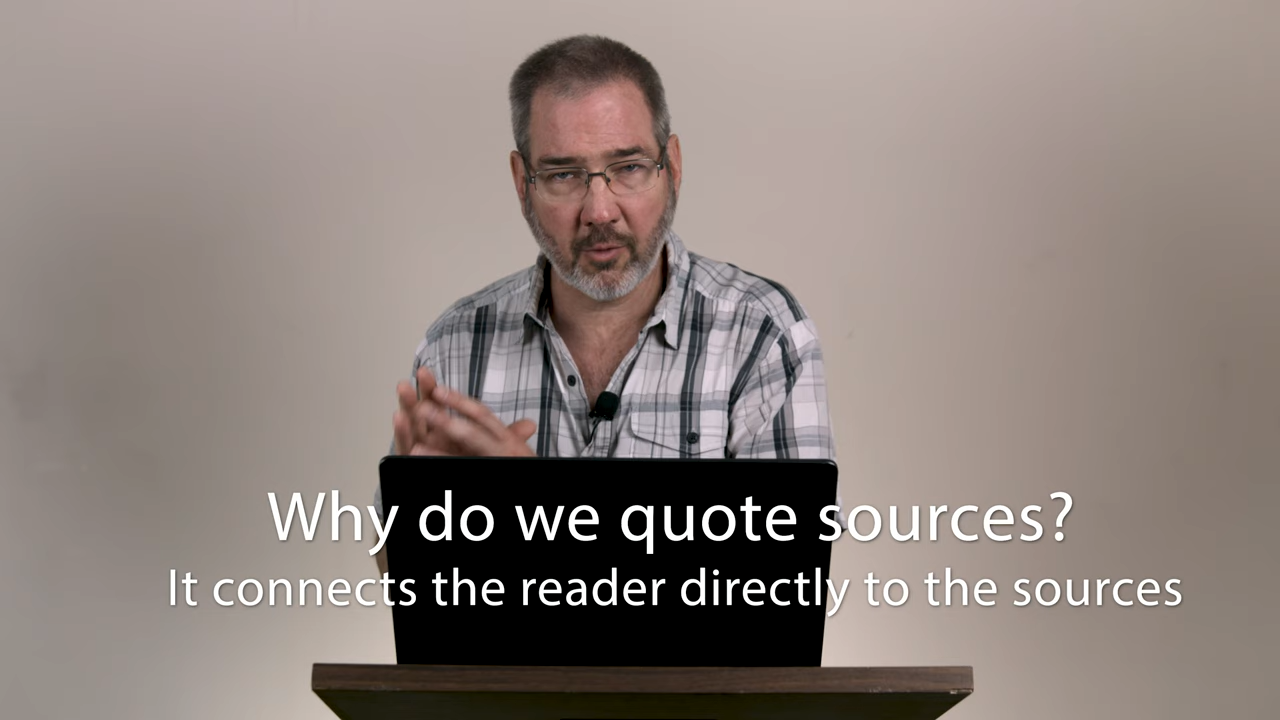 Why do we quote sources?
It connects the reader directly to the sources